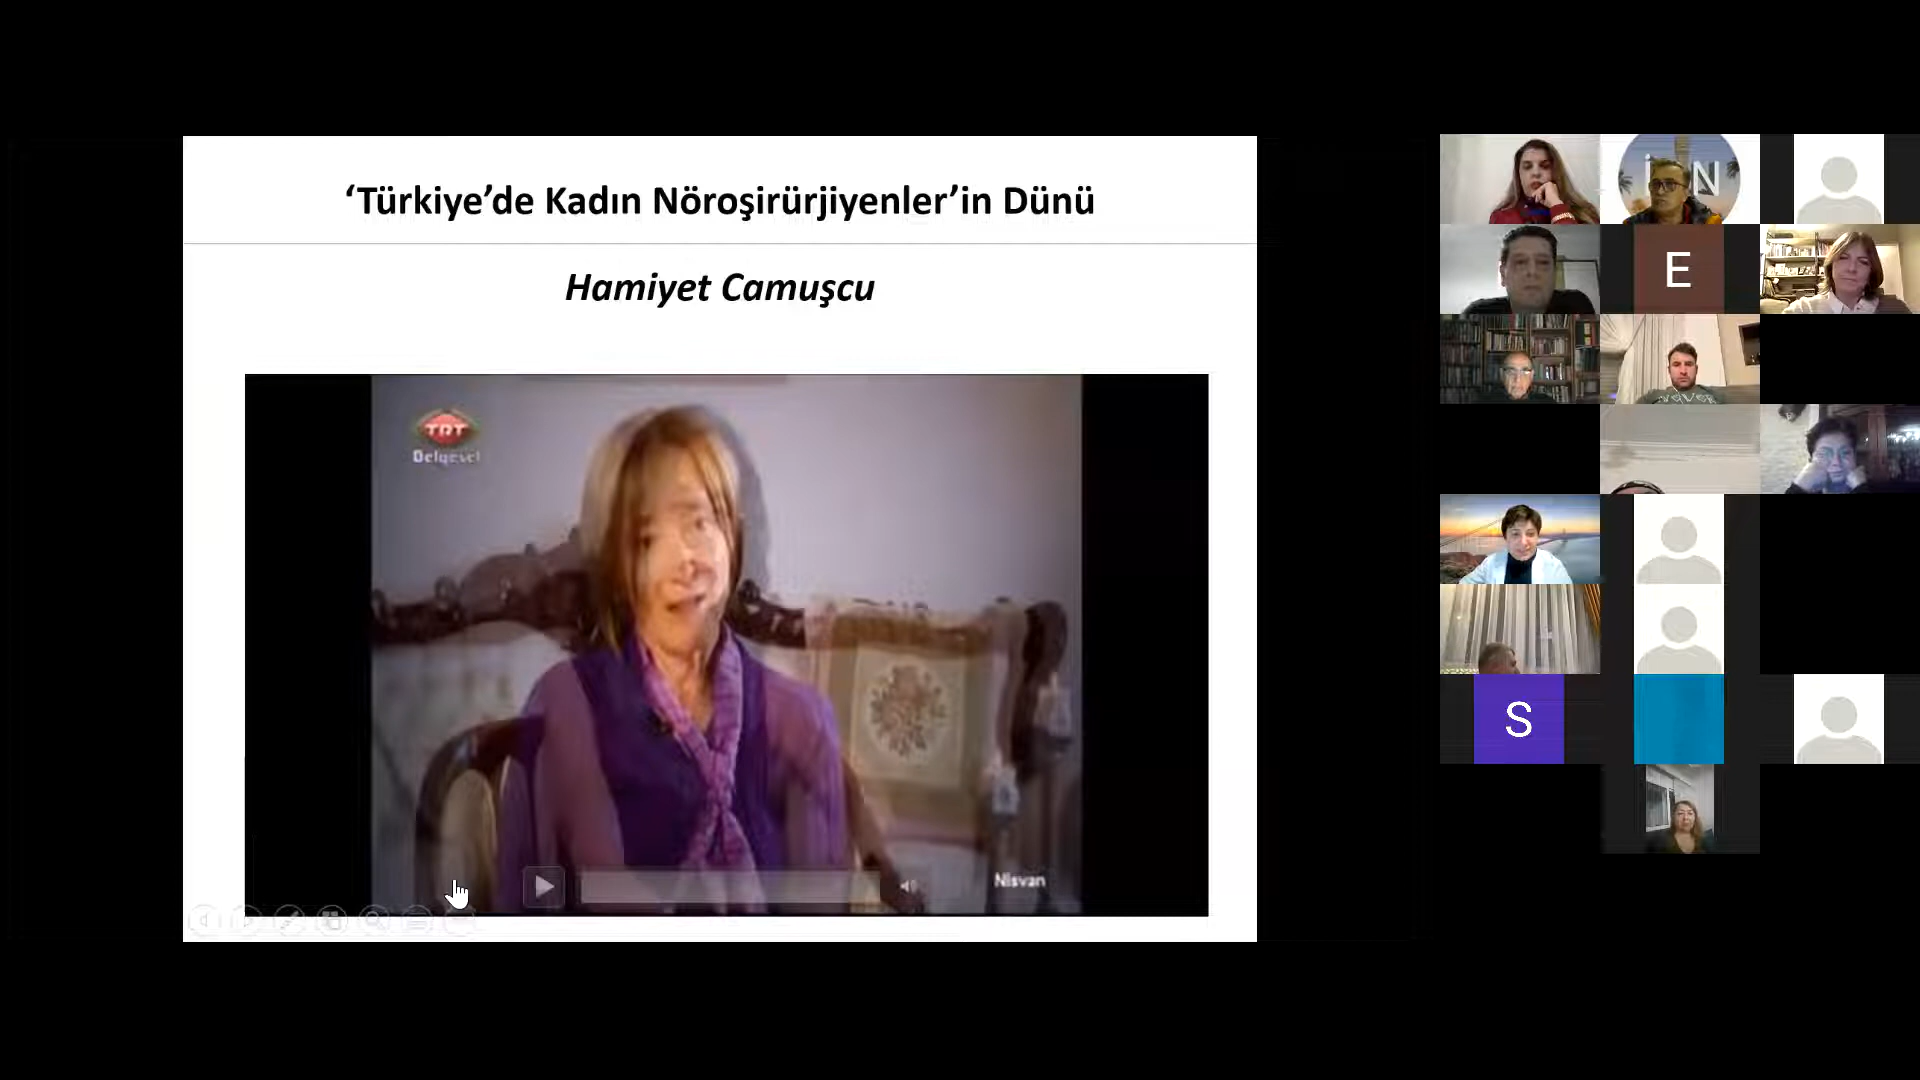 ‘Türkiye’de Kadın Nöroşirürjiyenler’in Dünü
Hamiyet Camuşcu
TRT
Belgesel
Nisvan
N
E
S